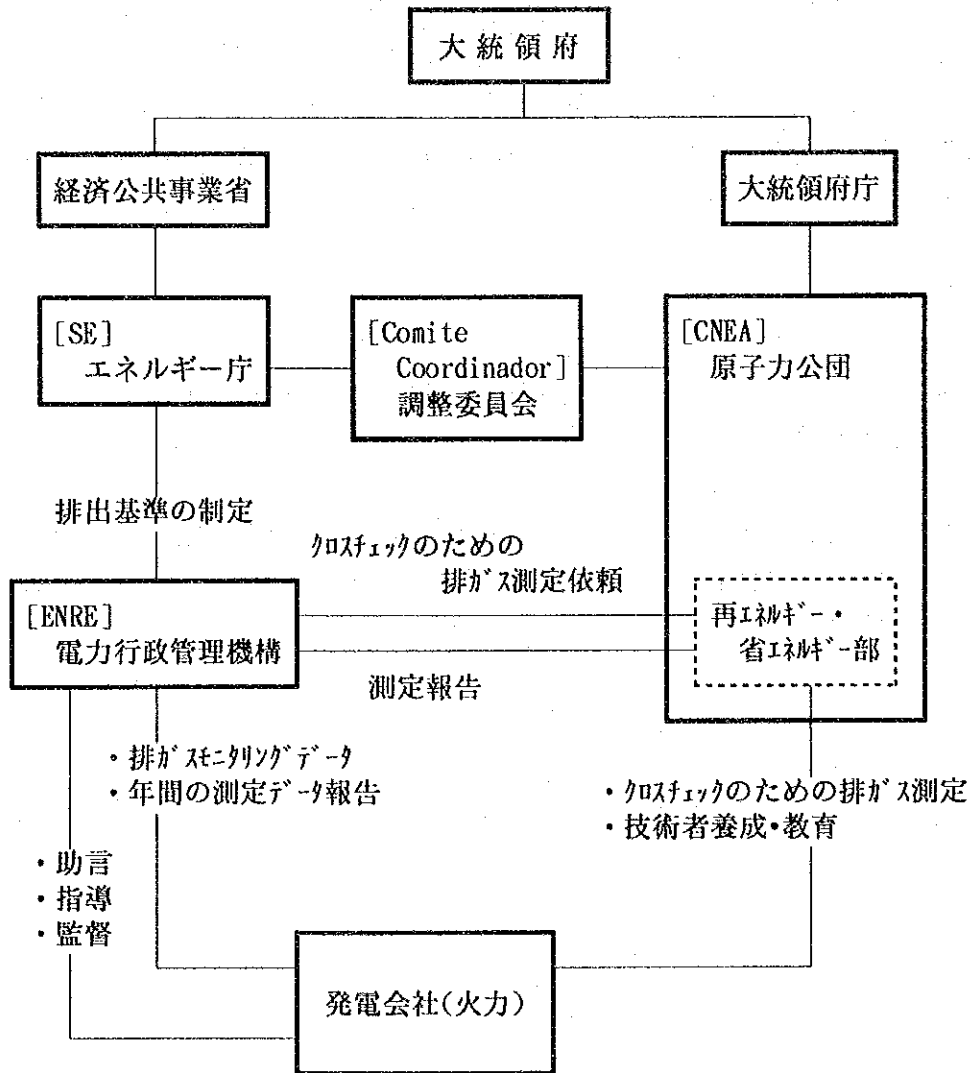 大統領府
経済公共事業省
大統領府庁
[SE]
エネルギー庁
[Comite
Coordinador]
調整委員会
[CNEA]
原子力公団
排出基準の制定
クロスチェックのための
排ガス測定依頼
[ENRE]
電力行政管理機構
再エネルギー・
省エネルギー部
測定報告
・排ガスモニタリングデータ
・年間の測定データ報告
・クロスチェックのための排ガス測定
・技術者養成・教育
・助言
・指導
・監督
発電会社(火力)